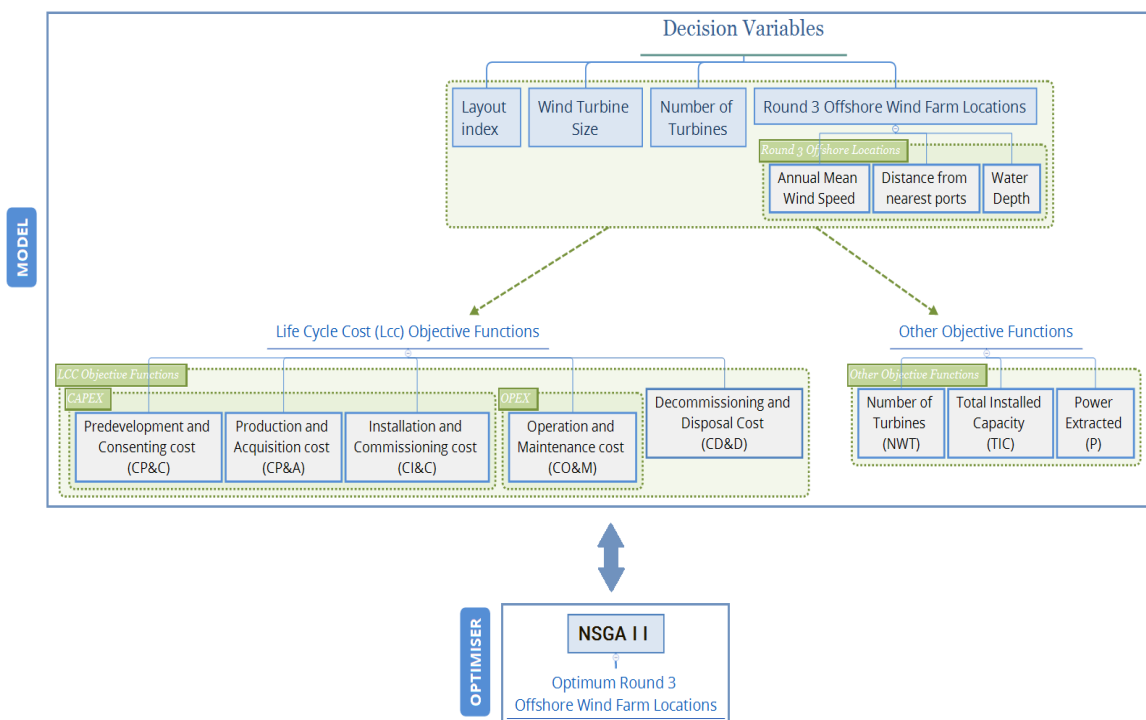 Decision Variables
Layout
index
Wind Turbine
Size
Number of
Turbines
Round 3 Offshore Wind Farm Locations
Round 3 Offshore Locations
Annual Mean
Wind Speed
Distance from
nearest ports
Water
Depth
MODEL
Life Cycle Cost (Lcc) Objective Functions
LCC Objective Functions
CAPEX
Predevelopment and
Consenting cost
(CP&C)
Production and
Acquisition cost
(CP&A)
Installation and
Commissioning cost
(CI&C)
OPEX
Operation and
Maintenance cost
(CO&M)
Decommissioning and
Disposal Cost
(CD&D)
Other Objective Functions
Other Objective Functions
Number of
Turbines
(NWT)
Total Installed
Capacity
(TIC)
Power
Extracted
(P)
OPTIMISER
NSGA II
Optimum Round 3
Offshore Wind Farm Locations